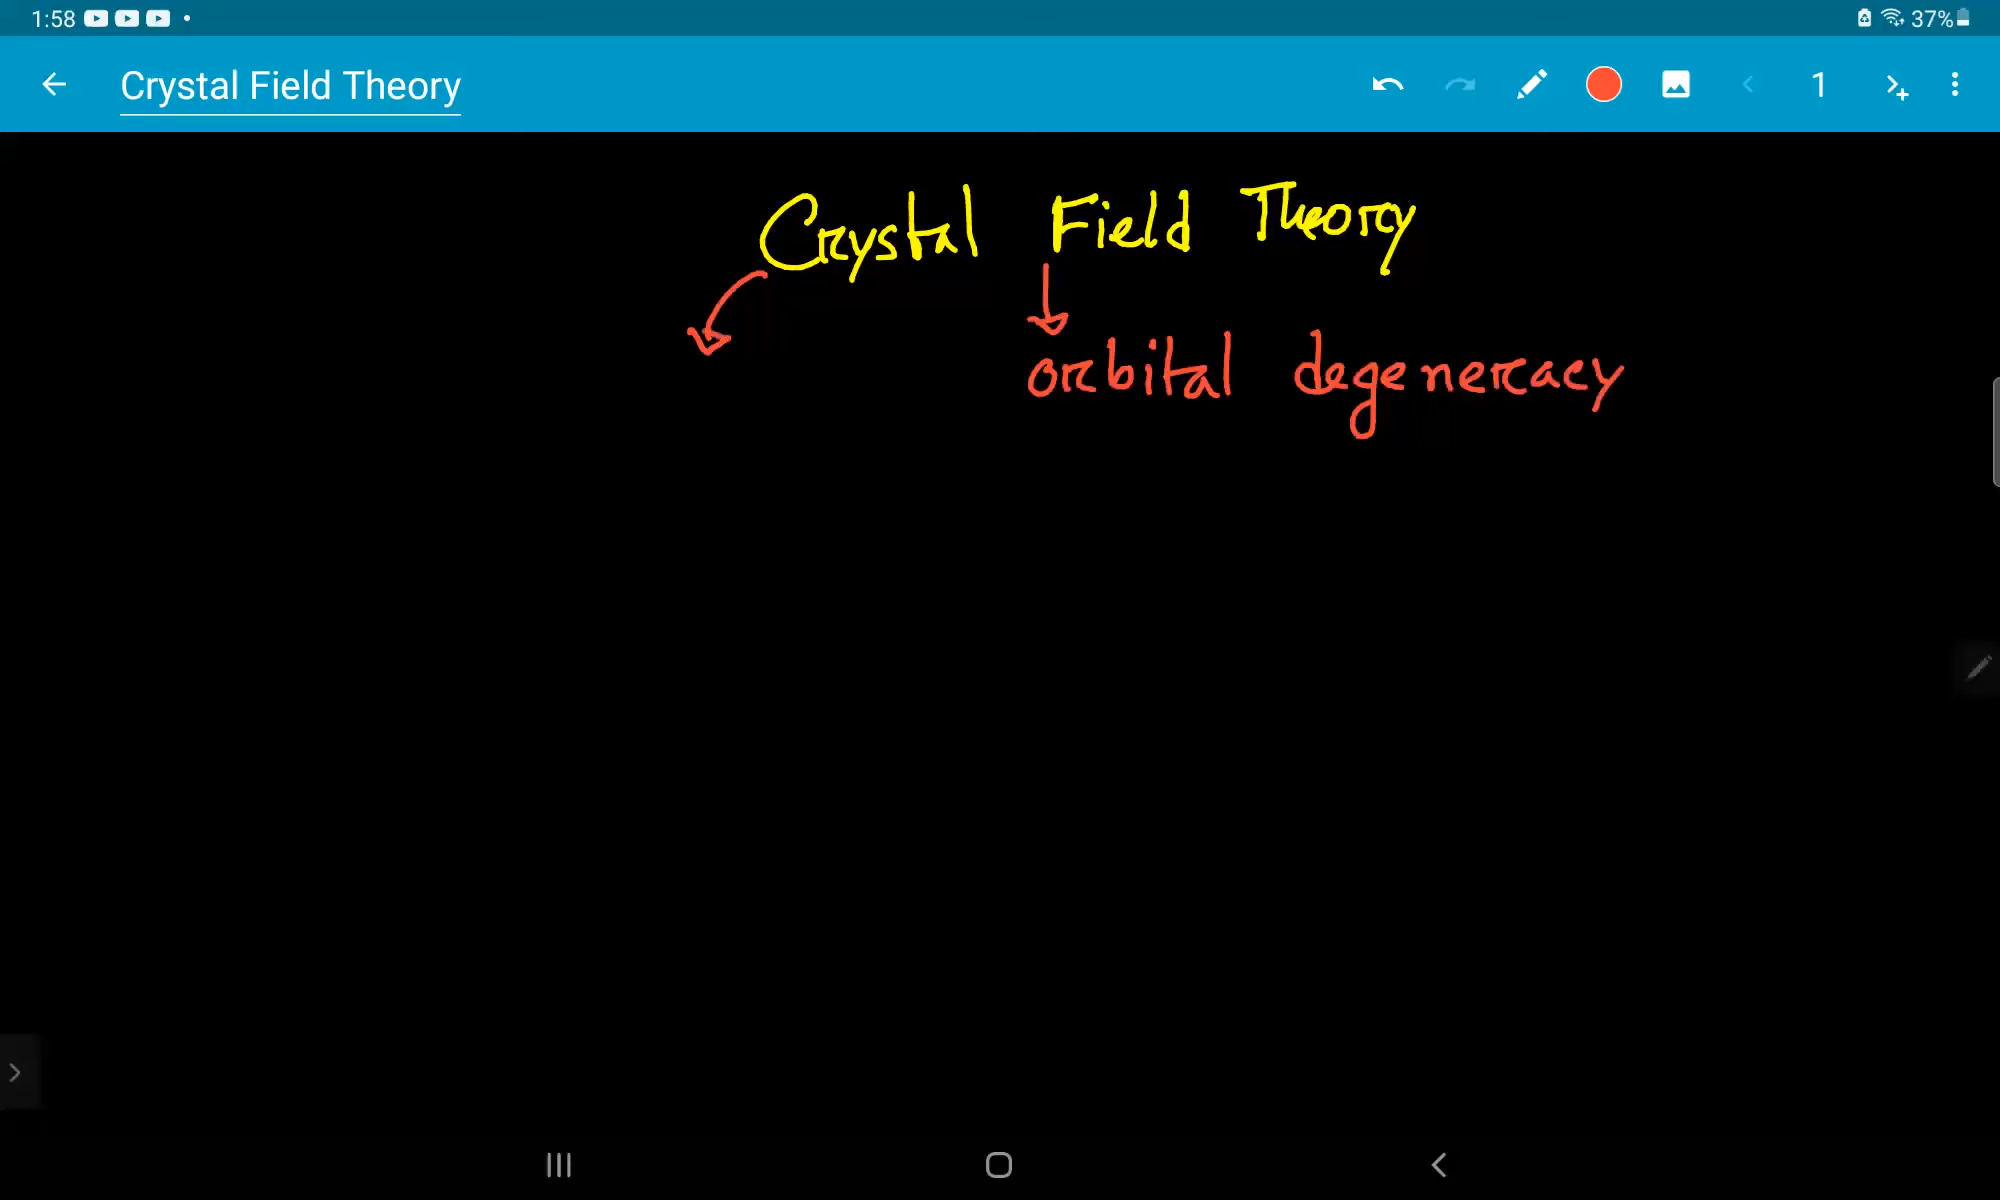 1:58
37%
Crystal Field Theory
1
Crystal Field Theory
orbital degeneracy